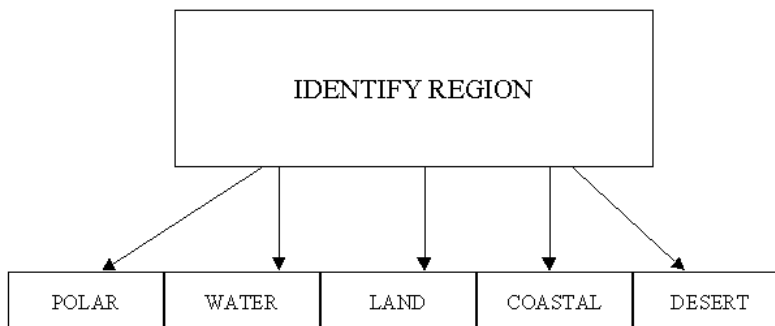 IDENTIFY REGION
POLAR WATER LAND COASTAL DESERT